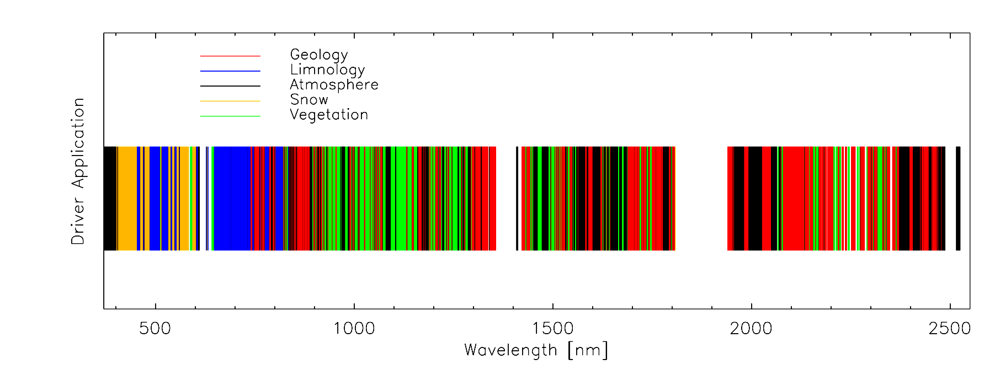 Geology
Limnology
Atmosphere
Snow
Vegetation
Driver Application
500 1000 1500 2000 2500
Wavelength [nm]